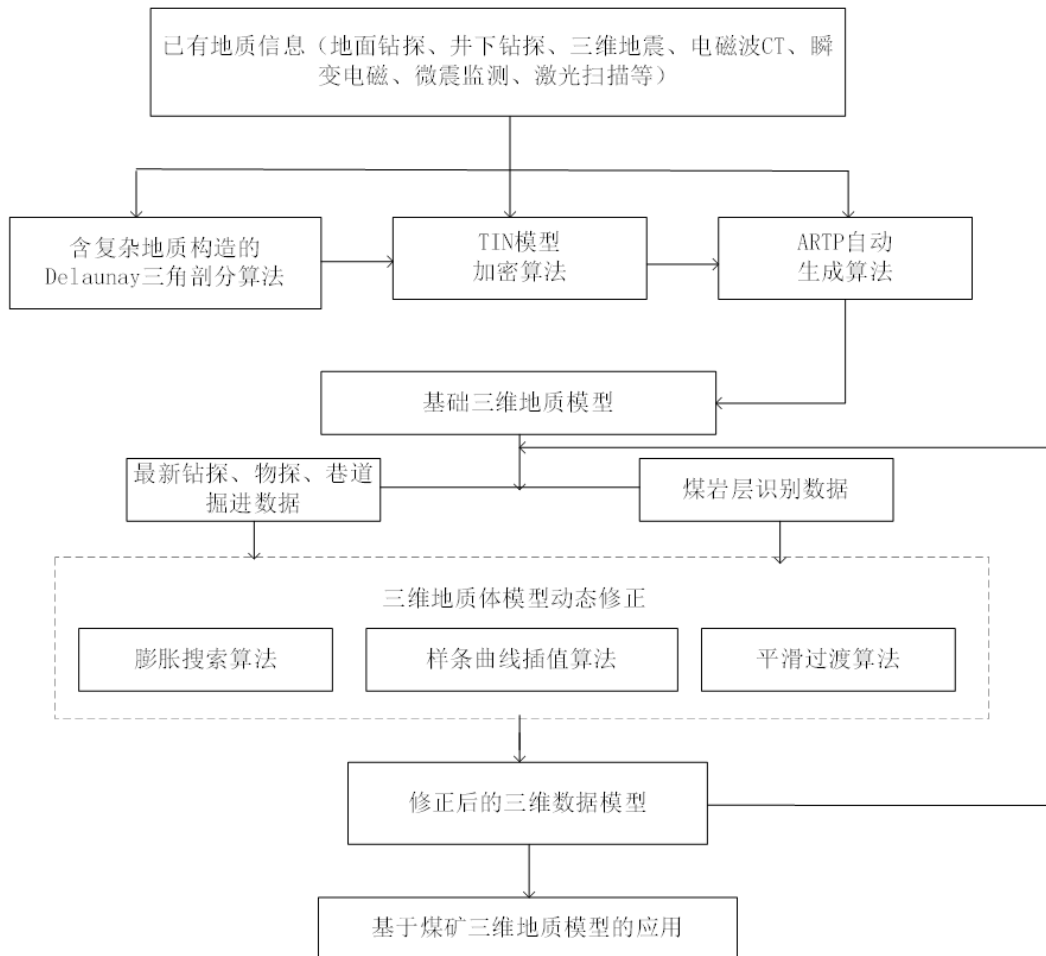 已有地质信息（地面钻探、井下钻探、三维地震、电磁波CT、瞬
变电磁、微震监测、激光扫描等）
含复杂地质构造的
Delaunay三角剖分算法
TIN模型
加密算法
ARTP自动
生成算法
基础三维地质模型
最新钻探、物探、巷道
掘进数据
煤岩层识别数据
三维地质体模型动态修正
膨胀搜索算法
样条曲线插值算法
平滑过渡算法
修正后的三维数据模型
基于煤矿三维地质模型的应用